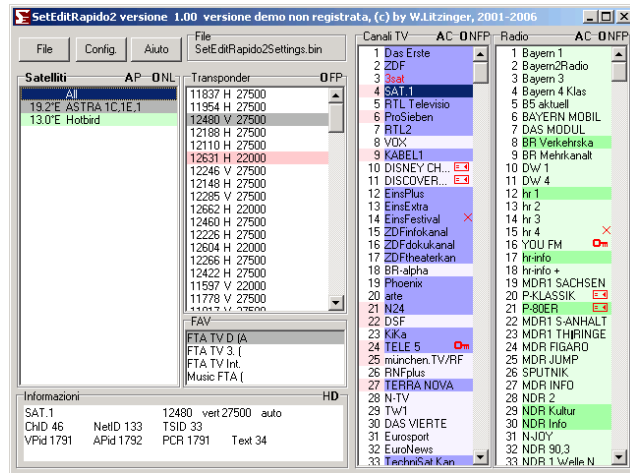 SetEditRapido2 versione 1.00 versione demo non registrata, (c) by W.Litzinger, 2001-2006
File
Config.
Aiuto
File
SetEditRapido2Settings.bin
Satelliti AP ONL
All
19.2°E ASTRA 1C,1E,1
13.0°E Hotbird
Transponder OFP
11837 H 27500
11954 H 27500
12480 V 27500
12188 H 27500
12110 H 27500
12631 H 22000
12246 V 27500
12148 H 27500
12285 V 27500
12662 H 22000
12460 H 27500
12226 H 27500
12604 H 22000
12266 H 27500
12422 H 27500
11597 V 22000
11778 V 27500
11817 V 27500
FAV
FTA TV D (A
FTA TV 3. (
FTA TV Int.
Music FTA (
Informazioni HD
SAT.1 12480 vert 27500 auto
ChID 46 NetID 133 TSID 33
VPid 1791 APid 1792 PCR 1791 Text 34
Canali TV AC ONFP
1 Das Erste
2 ZDF
3 3sat
4 SAT.1
5 RTL Televisio
6 ProSieben
7 RTL2
8 VOX
9 KABEL1
10 DISNEY CH...
11 DISCOVER...
12 EinsPlus
13 EinsExtra
14 EinsFestival
15 ZDFinfokanal
16 ZDFdokukanal
17 ZDFtheaterkan
18 BR-alpha
19 Phoenix
20 arte
21 N24
22 DSF
23 KiKa
24 TELE 5
25 münchen.TV/RF
26 RNFplus
27 TERRA NOVA
28 N-TV
29 TW1
30 DAS VIERTE
31 Eurosport
32 EuroNews
33 TechniSat Kan
Radio AC ONFP
1 Bayern 1
2 Bayern2Radio
3 Bayern 3
4 Bayern 4 Klas
5 B5 aktuell
6 BAYERN MOBIL
7 DAS MODUL
8 BR Verkehrska
9 BR Mehrkanalt
10 DW 1
11 DW 4
12 hr 1
13 hr 2
14 hr 3
15 hr 4
16 YOU FM
17 hr-info
18 hr-info +
19 MDR1 SACHSEN
20 P-KLASSIK
21 P-80ER
22 MDR1 S-ANHALT
23 MDR1 THIRINGE
24 MDR FIGARO
25 MDR JUMP
26 SPUTNIK
27 MDR INFO
28 NDR 2
29 NDR Kultur
30 NDR Info
31 N-JOY
32 NDR 90,3
33 NDR 1 Welle N